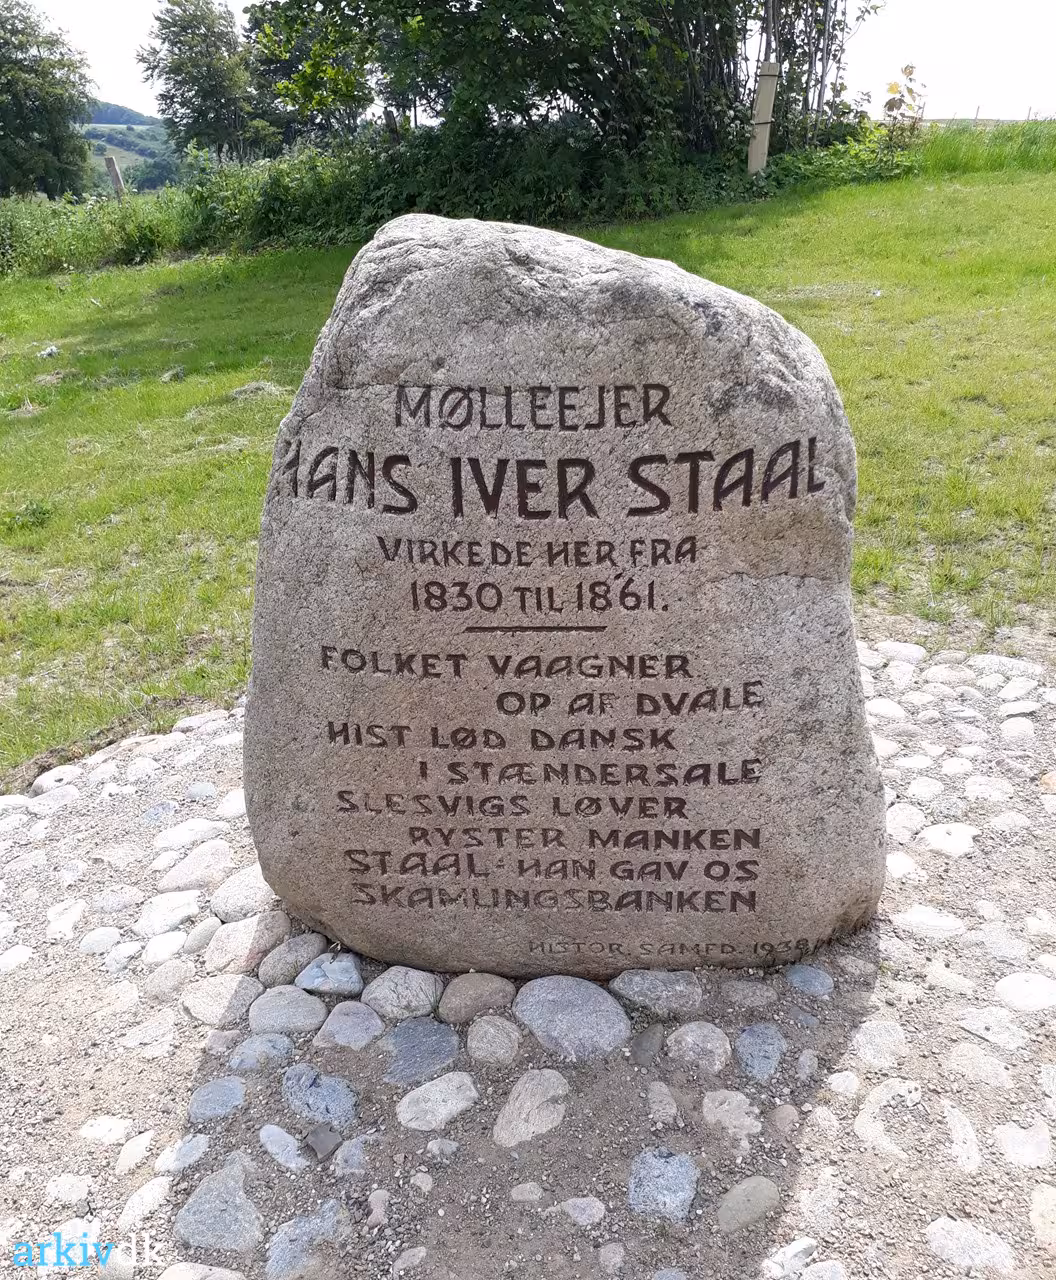 MØLLEEJER
HANS IVER STAAL
VIRKEDE HER FRA
1830 TIL 1861.
FOLKET VAAGNER
OP AF DVALE
HIST LØD DANSK
I STÆNDERSALE
SLESVIGS LØVER
RYSTER MANKEN
STAAL : HAN GAV OS
SKAMLINGSBANKEN
HISTOR. SAMFD. 1938
arkiv.dk